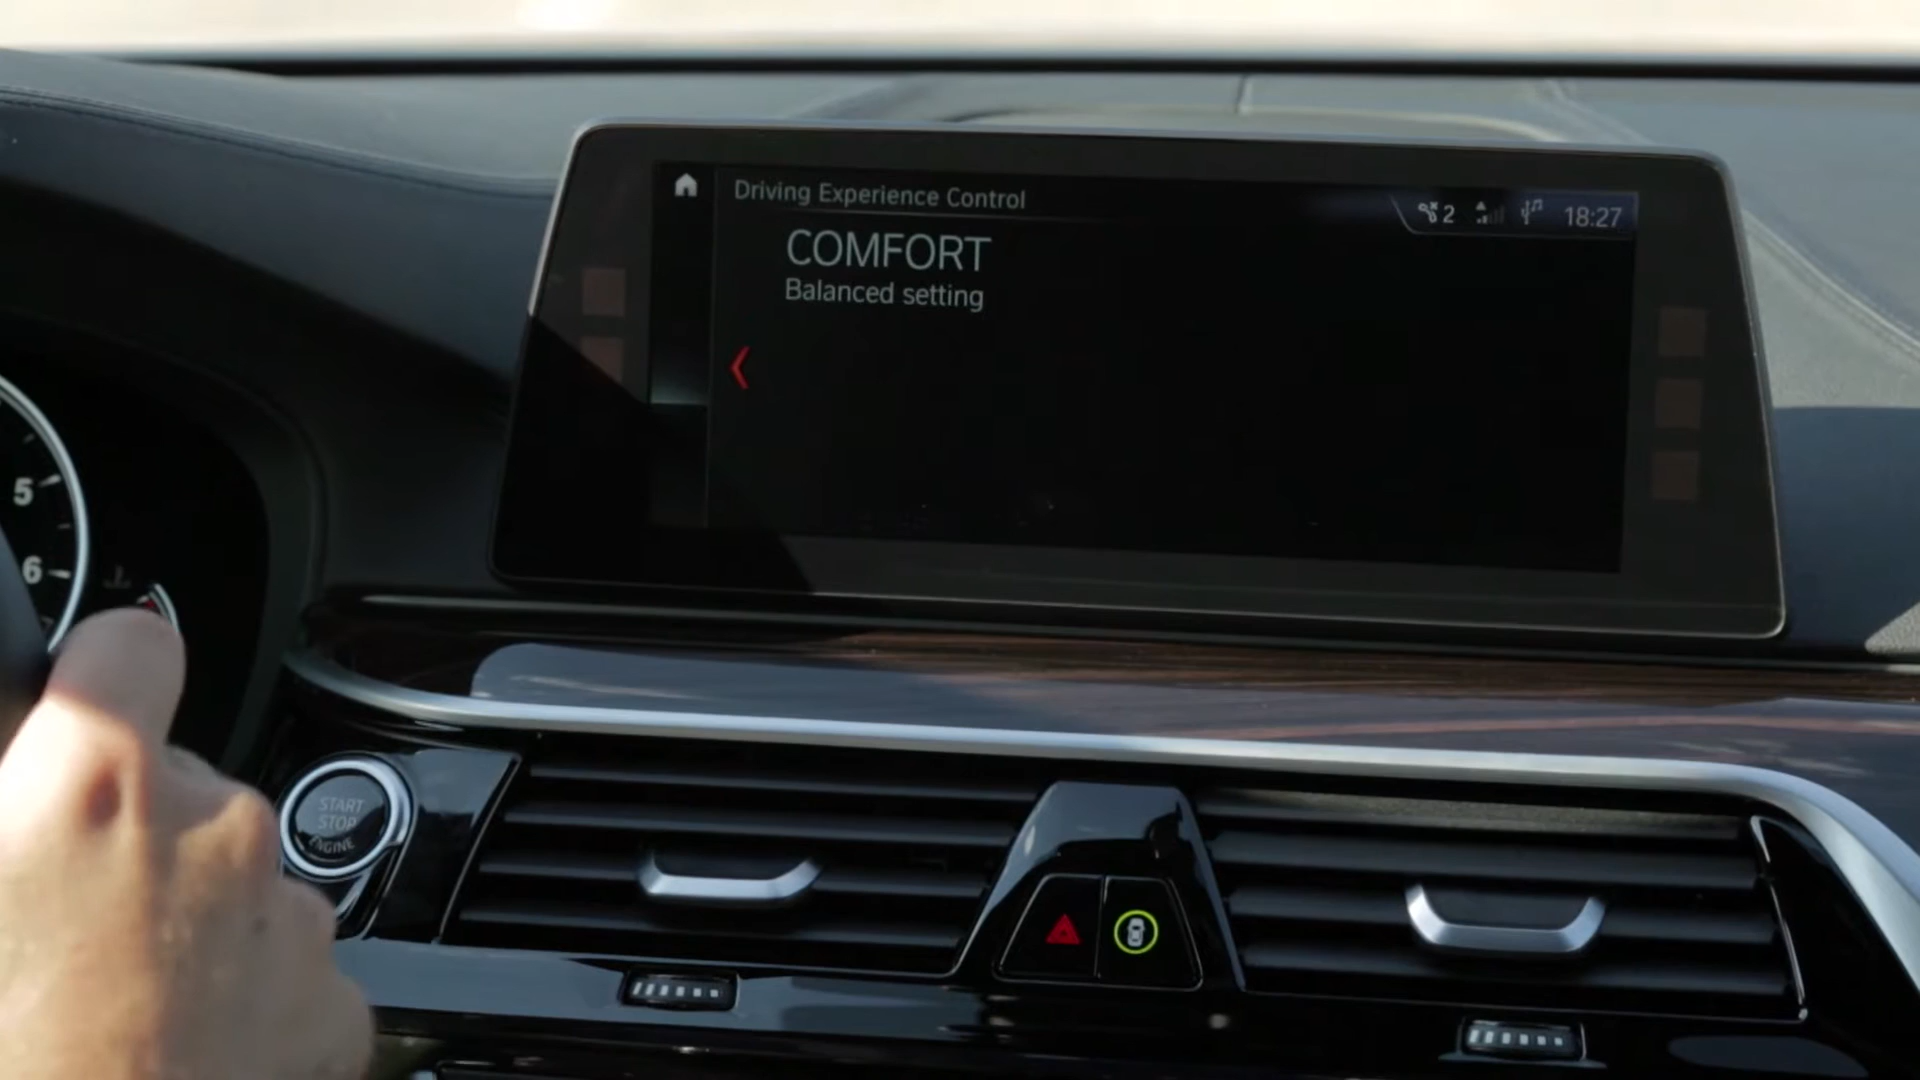 Driving Experience Control
2
18:27
COMFORT
Balanced setting
5
6
START
STOP
ENGINE